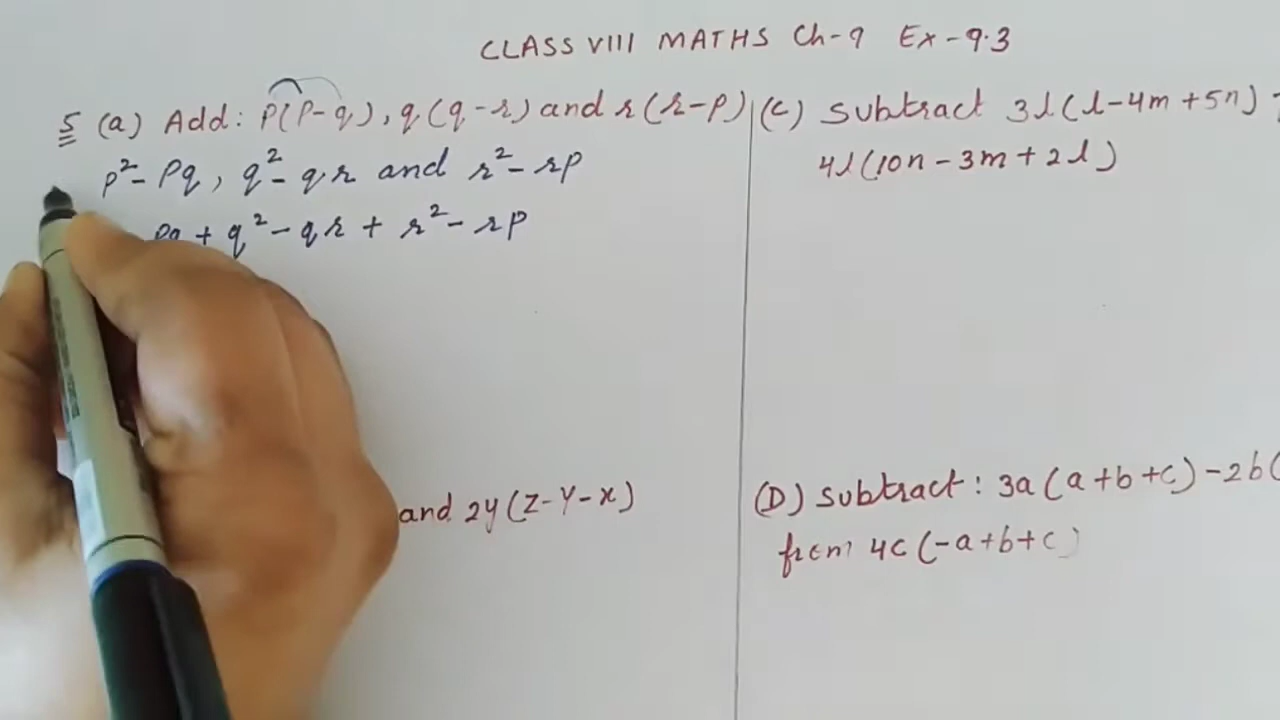 CLASS VIII MATHS Ch-9 Ex-9.3
5 (a) Add: P(P-q), q(q-r) and r(r-p)
p²- Pq, q²- qr and r²- rp
Pq + q²- qr + r²- rp
and 2y(z-y-x)
(C) Subtract 3l(l-4m+5n)
4l(10n-3m+2l)
(D) Subtract: 3a(a+b+c)-2b(
from 4c(-a+b+c)